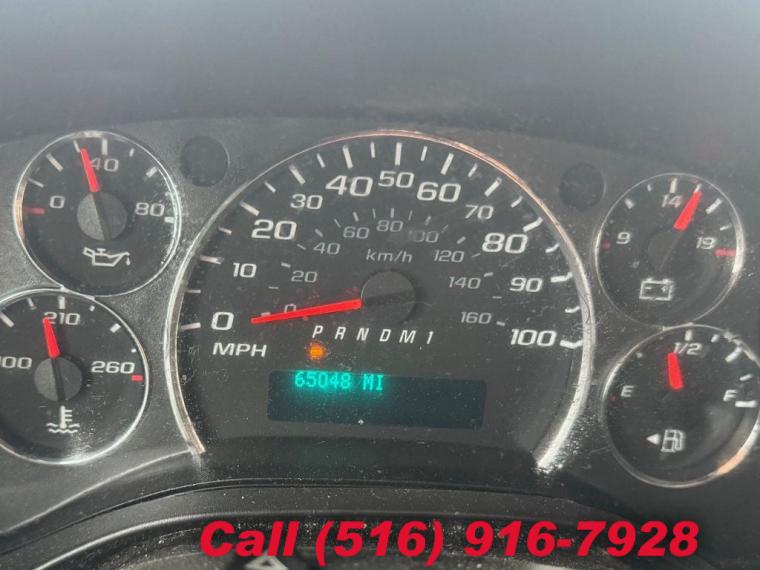 40
0 80
100 210 260
0 10 20 30 40 50 60 70 80 90 100
MPH
0 20 40 60 80 100 120 140 160
km/h
PRNDM1
65048 MI
9 14 19
E 1/2 F
Call (516) 916-7928